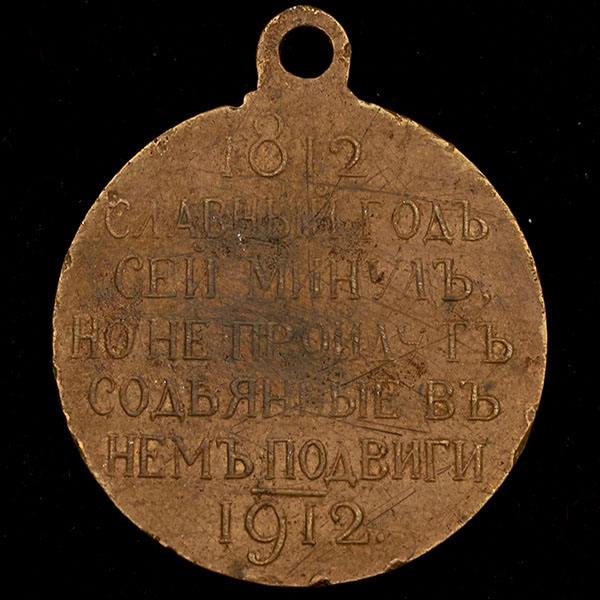 1812
СЛАВНЫЙ ГОДЪ
СЕЙ МИНУЛЪ,
НО НЕ ПРОЙДУТЪ
СОДѢЯННЫЕ ВЪ
НЕМЪ ПОДВИГИ
1912.